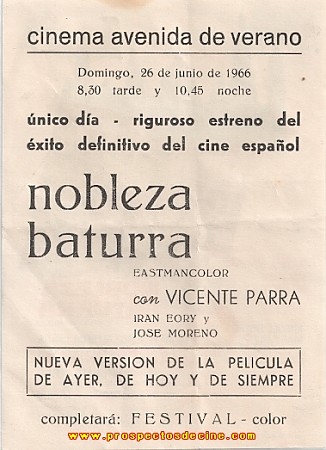 cinema avenida de verano
Domingo, 26 de junio de 1966
8,30 tarde y 10,45 noche
único día - riguroso estreno del
éxito definitivo del cine español
nobleza
baturra
EASTMANCOLOR
con VICENTE PARRA
IRAN EORY y
JOSE MORENO
NUEVA VERSION DE LA PELICULA
DE AYER, DE HOY Y DE SIEMPRE
completará: FESTIVAL - color
www.prospectosdecine.com